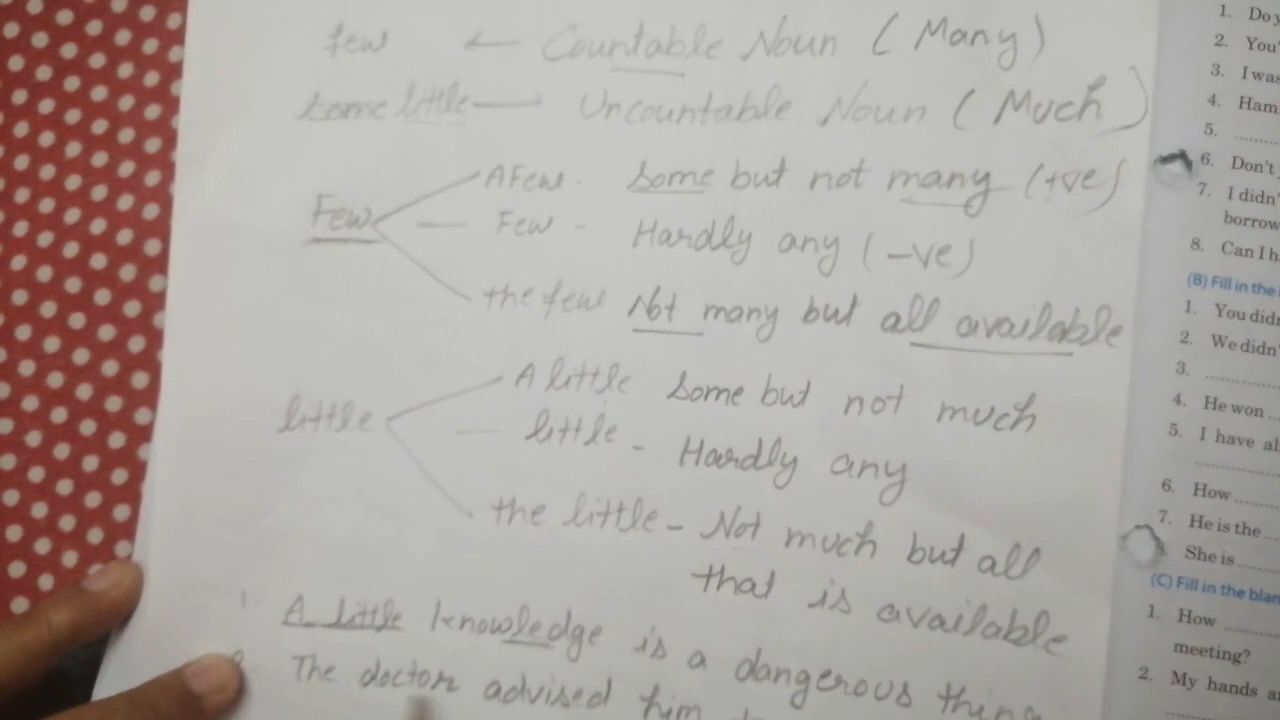 few ← Countable Noun (Many)
some little — Uncountable Noun (Much)
Few
A Few - Some but not many (+ve)
Few - Hardly any (-ve)
the few Not many but all available
little
A little Some but not much
little - Hardly any
the little - Not much but all
that is available
1. A little knowledge is a dangerous thing
The doctor advised him
1. Do y
2. You'
3. I was
4. Ham
5. ..........
6. Don't
7. I didn'
borrow
8. Can I h
(B) Fill in the
1. You didn
2. We didn'
3. ..........
4. He won ...
5. I have al
..........
6. How ..........
7. He is the ...
She is ..........
(C) Fill in the blan
1. How ..........
meeting?
2. My hands a